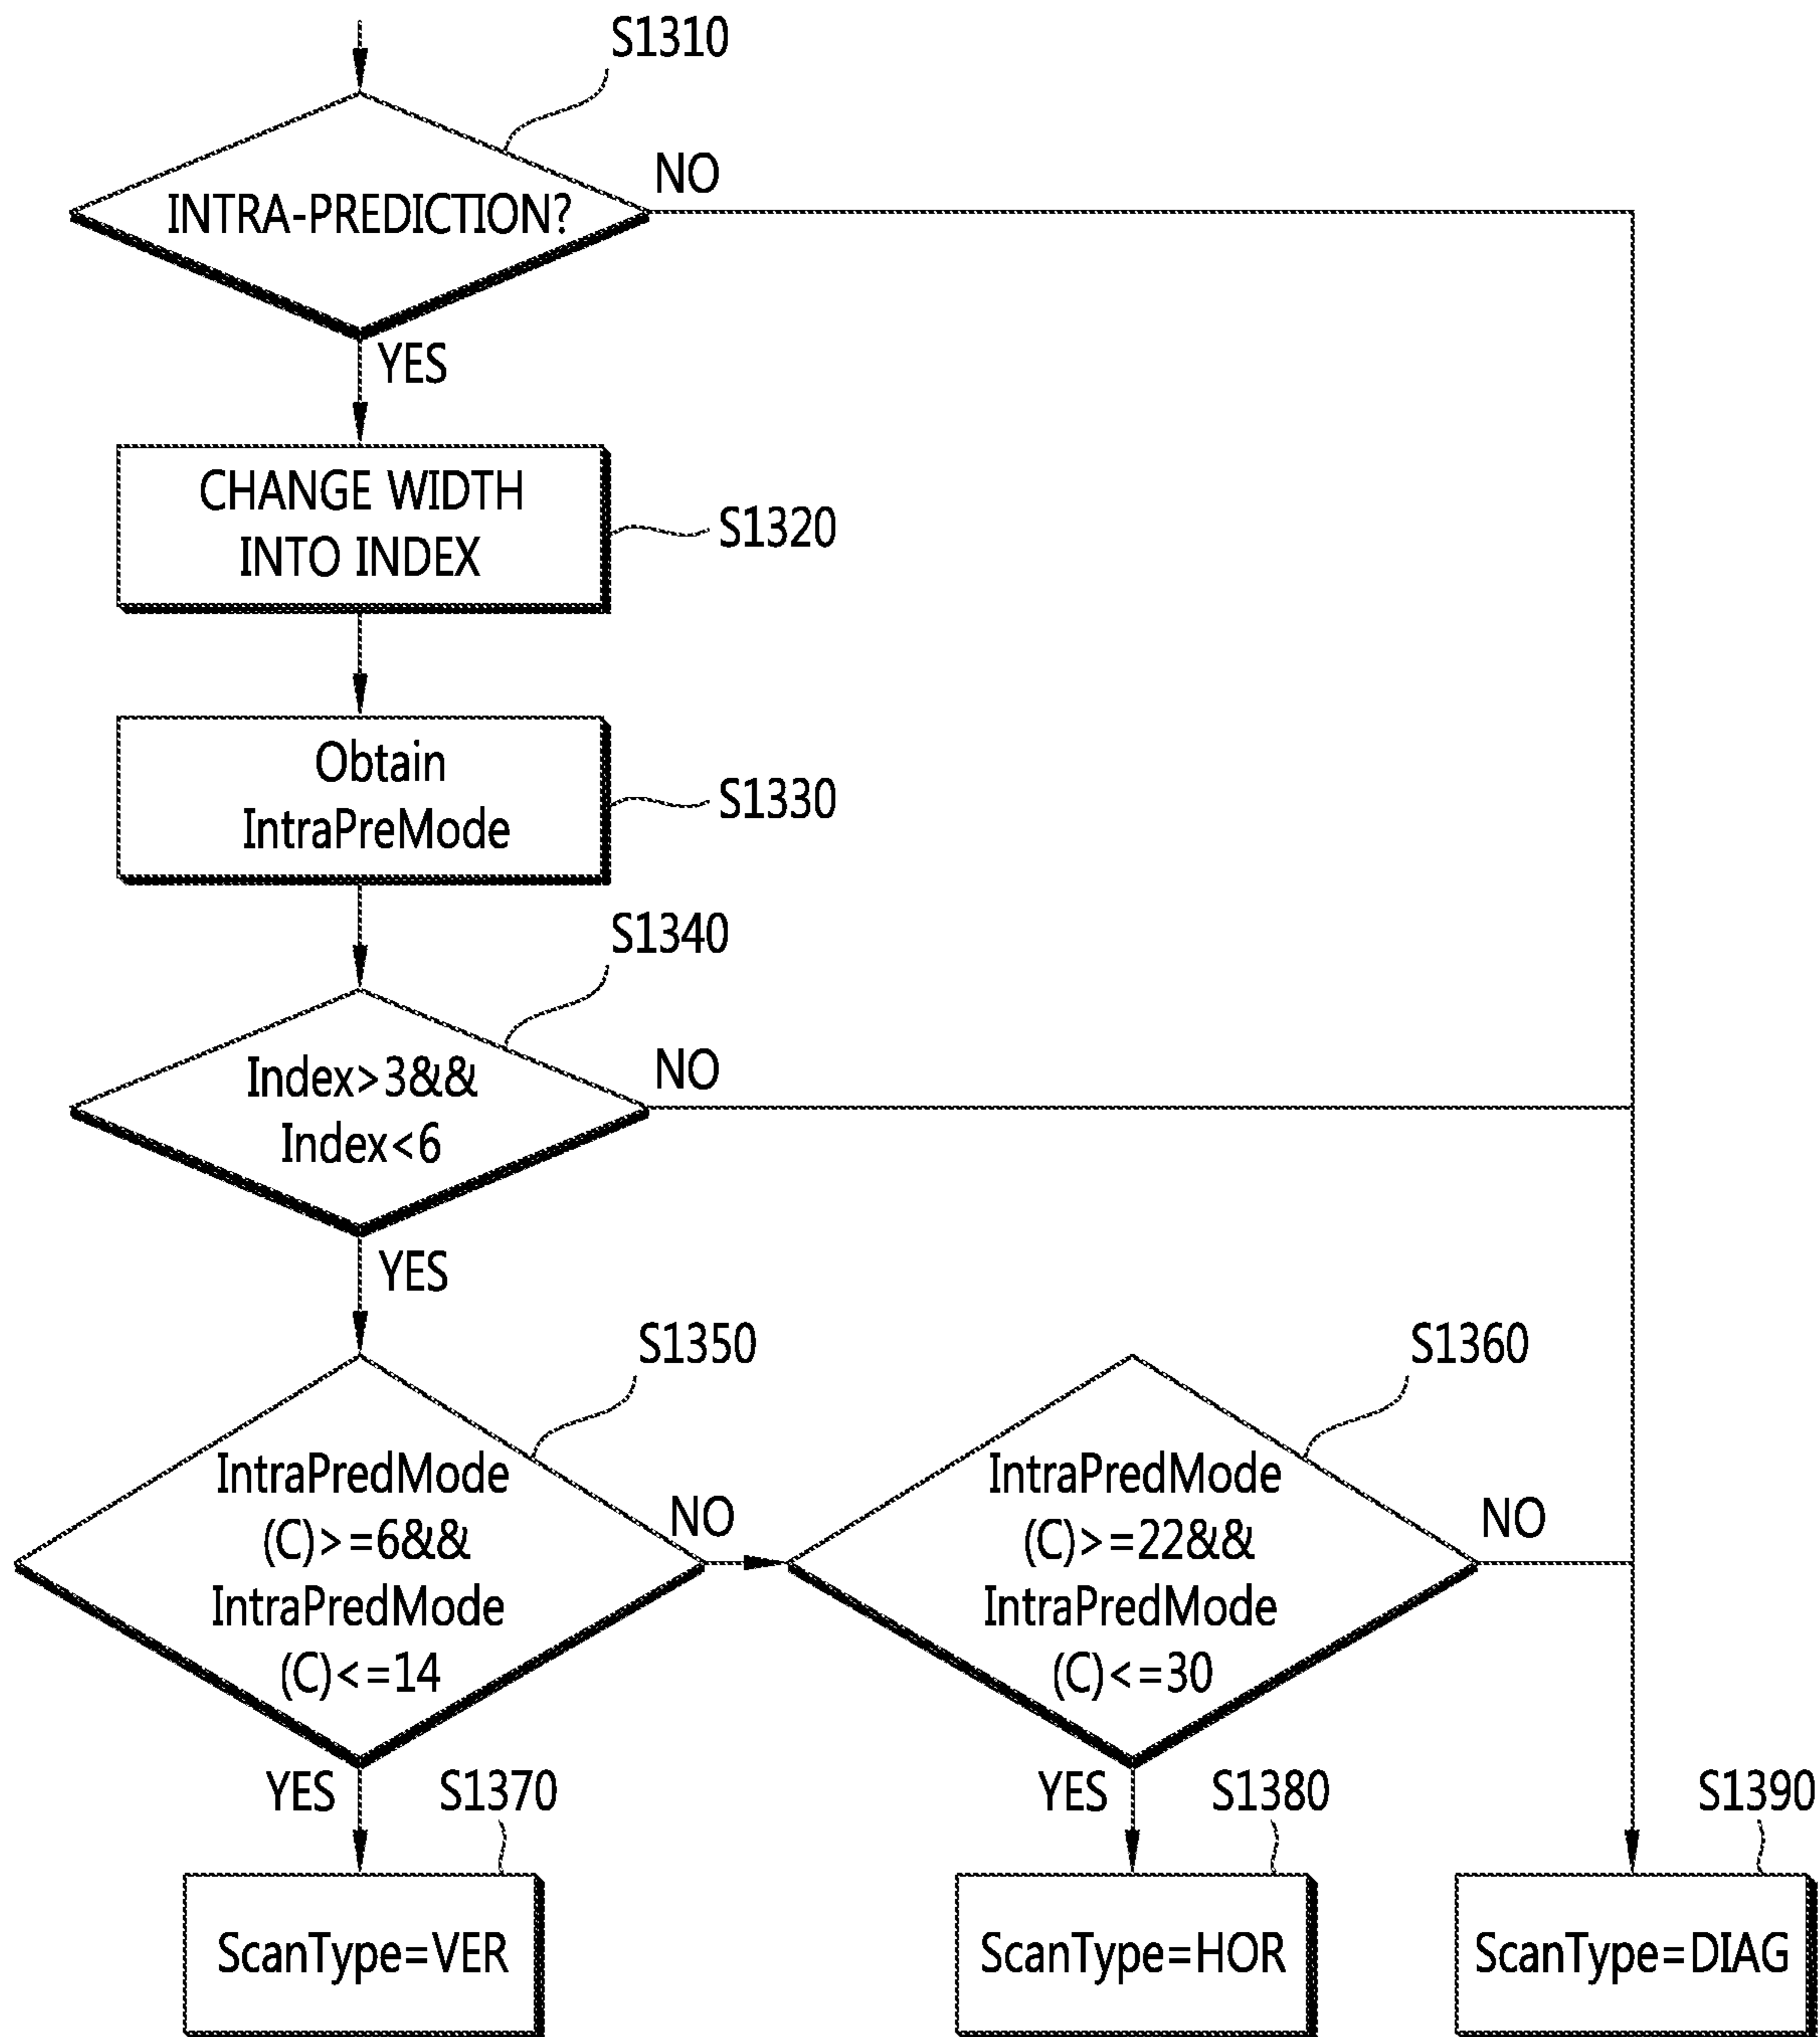 S1310
INTRA-PREDICTION?
NO
YES
CHANGE WIDTH
INTO INDEX
S1320
Obtain
IntraPreMode
S1330
S1340
Index>3&&
Index<6
NO
YES
S1350
S1360
IntraPredMode
(C)>=6&&
IntraPredMode
(C)<=14
NO
IntraPredMode
(C)>=22&&
IntraPredMode
(C)<=30
NO
YES
S1370
YES
S1380
S1390
ScanType=VER
ScanType=HOR
ScanType=DIAG